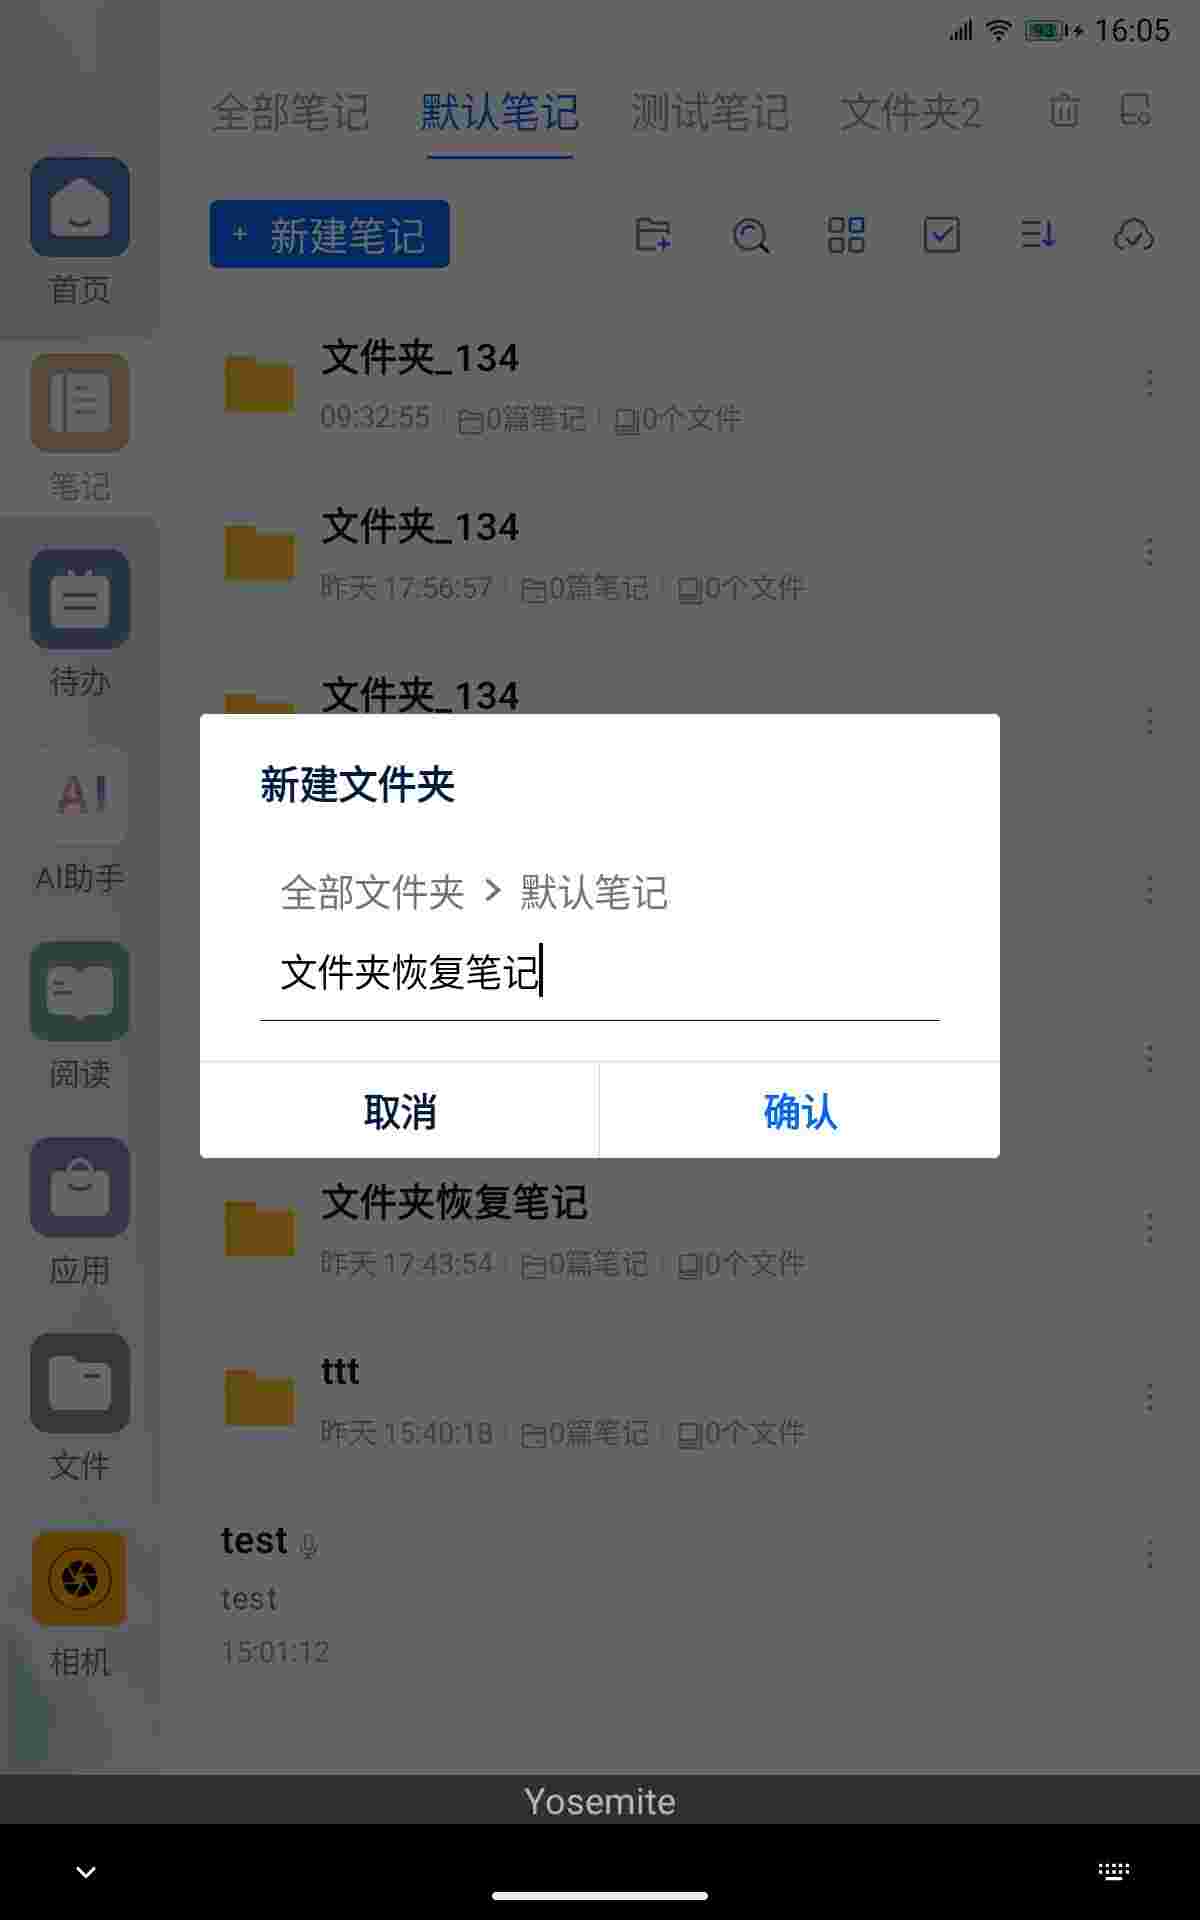 93 16:05
全部笔记 默认笔记 测试笔记 文件夹2
+ 新建笔记
首页
文件夹_134
09:32:55 0篇笔记 0个文件
笔记
文件夹_134
昨天 17:56:57 0篇笔记 0个文件
待办
文件夹_134
新建文件夹
AI
AI助手
全部文件夹 > 默认笔记
文件夹恢复笔记
阅读
取消 确认
文件夹恢复笔记
昨天 17:43:54 0篇笔记 0个文件
应用
ttt
昨天 15:40:18 0篇笔记 0个文件
文件
test
test
15:01:12
相机
Yosemite